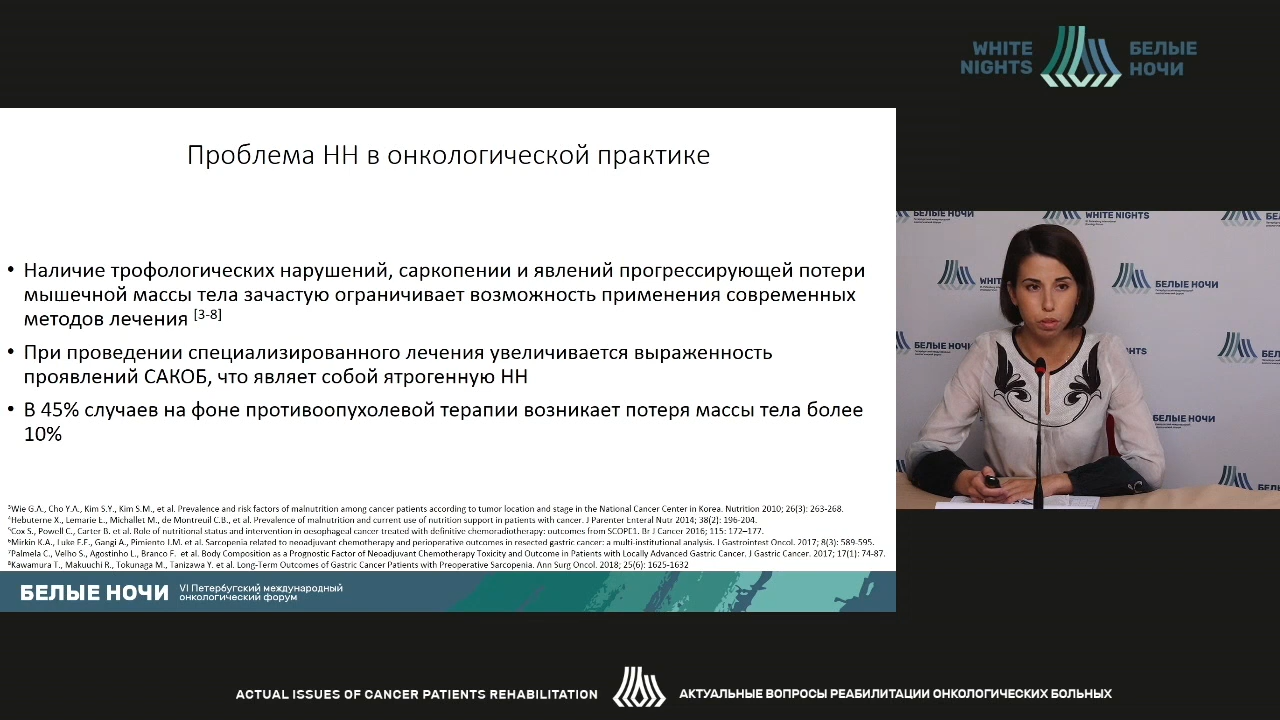 WHITE
NIGHTS
БЕЛЫЕ
НОЧИ
Проблема НН в онкологической практике
• Наличие трофологических нарушений, саркопении и явлений прогрессирующей потери
мышечной массы тела зачастую ограничивает возможность применения современных
методов лечения [3-8]
• При проведении специализированного лечения увеличивается выраженность
проявлений САКОБ, что являет собой ятрогенную НН
• В 45% случаев на фоне противоопухолевой терапии возникает потеря массы тела более
10%
³Wie G.A., Cho Y.A., Kim S.Y., Kim S.M., et al. Prevalence and risk factors of malnutrition among cancer patients according to tumor location and stage in the National Cancer Center in Korea. Nutrition 2010; 26(3): 263-268.
⁴Hebuterne X., Lemarie E., Michallet M., de Montreuil C.B., et al. Prevalence of malnutrition and current use of nutrition support in patients with cancer. J Parenter Enteral Nutr 2014; 38(2): 196-204.
⁵Cox S., Powell C., Carter B. et al. Role of nutritional status and intervention in oesophageal cancer treated with definitive chemoradiotherapy: outcomes from SCOPE1. Br J Cancer 2016; 115: 172–177.
⁶Mirkin K.A., Luke F.F., Gangi A., Pimiento J.M. et al. Sarcopenia related to neoadjuvant chemotherapy and perioperative outcomes in resected gastric cancer: a multi-institutional analysis. J Gastrointest Oncol. 2017; 8(3): 589-595.
⁷Palmela C., Velho S., Agostinho L., Branco F. et al. Body Composition as a Prognostic Factor of Neoadjuvant Chemotherapy Toxicity and Outcome in Patients with Locally Advanced Gastric Cancer. J Gastric Cancer. 2017; 17(1): 74-87.
⁸Kawamura T., Makuuchi R., Tokunaga M., Tanizawa Y. et al. Long-Term Outcomes of Gastric Cancer Patients with Preoperative Sarcopenia. Ann Surg Oncol. 2018; 25(6): 1625-1632
БЕЛЫЕ НОЧИ
VI Петербугский международный
онкологический форум
БЕЛЫЕ НОЧИ
WHITE NIGHTS
БЕЛЫЕ НОЧИ
БЕЛЫЕ НОЧИ
БЕЛЫЕ НОЧИ
ACTUAL ISSUES OF CANCER PATIENTS REHABILITATION
АКТУАЛЬНЫЕ ВОПРОСЫ РЕАБИЛИТАЦИИ ОНКОЛОГИЧЕСКИХ БОЛЬНЫХ